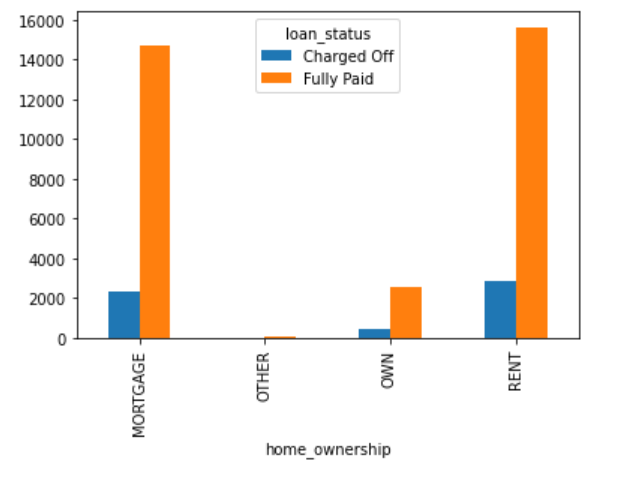 16000
14000
12000
10000
8000
6000
4000
2000
0
loan_status
Charged Off
Fully Paid
MORTGAGE
OTHER
OWN
RENT
home_ownership